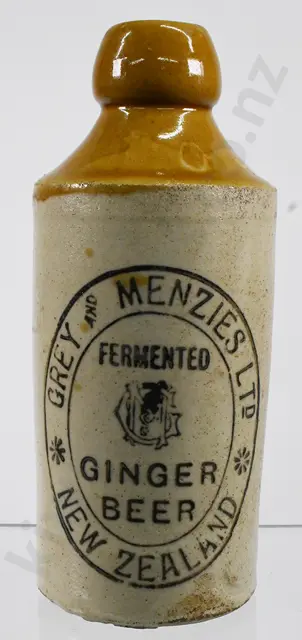 GREY AND MENZIES LTD
FERMENTED
GINGER
BEER
NEW ZEALAND